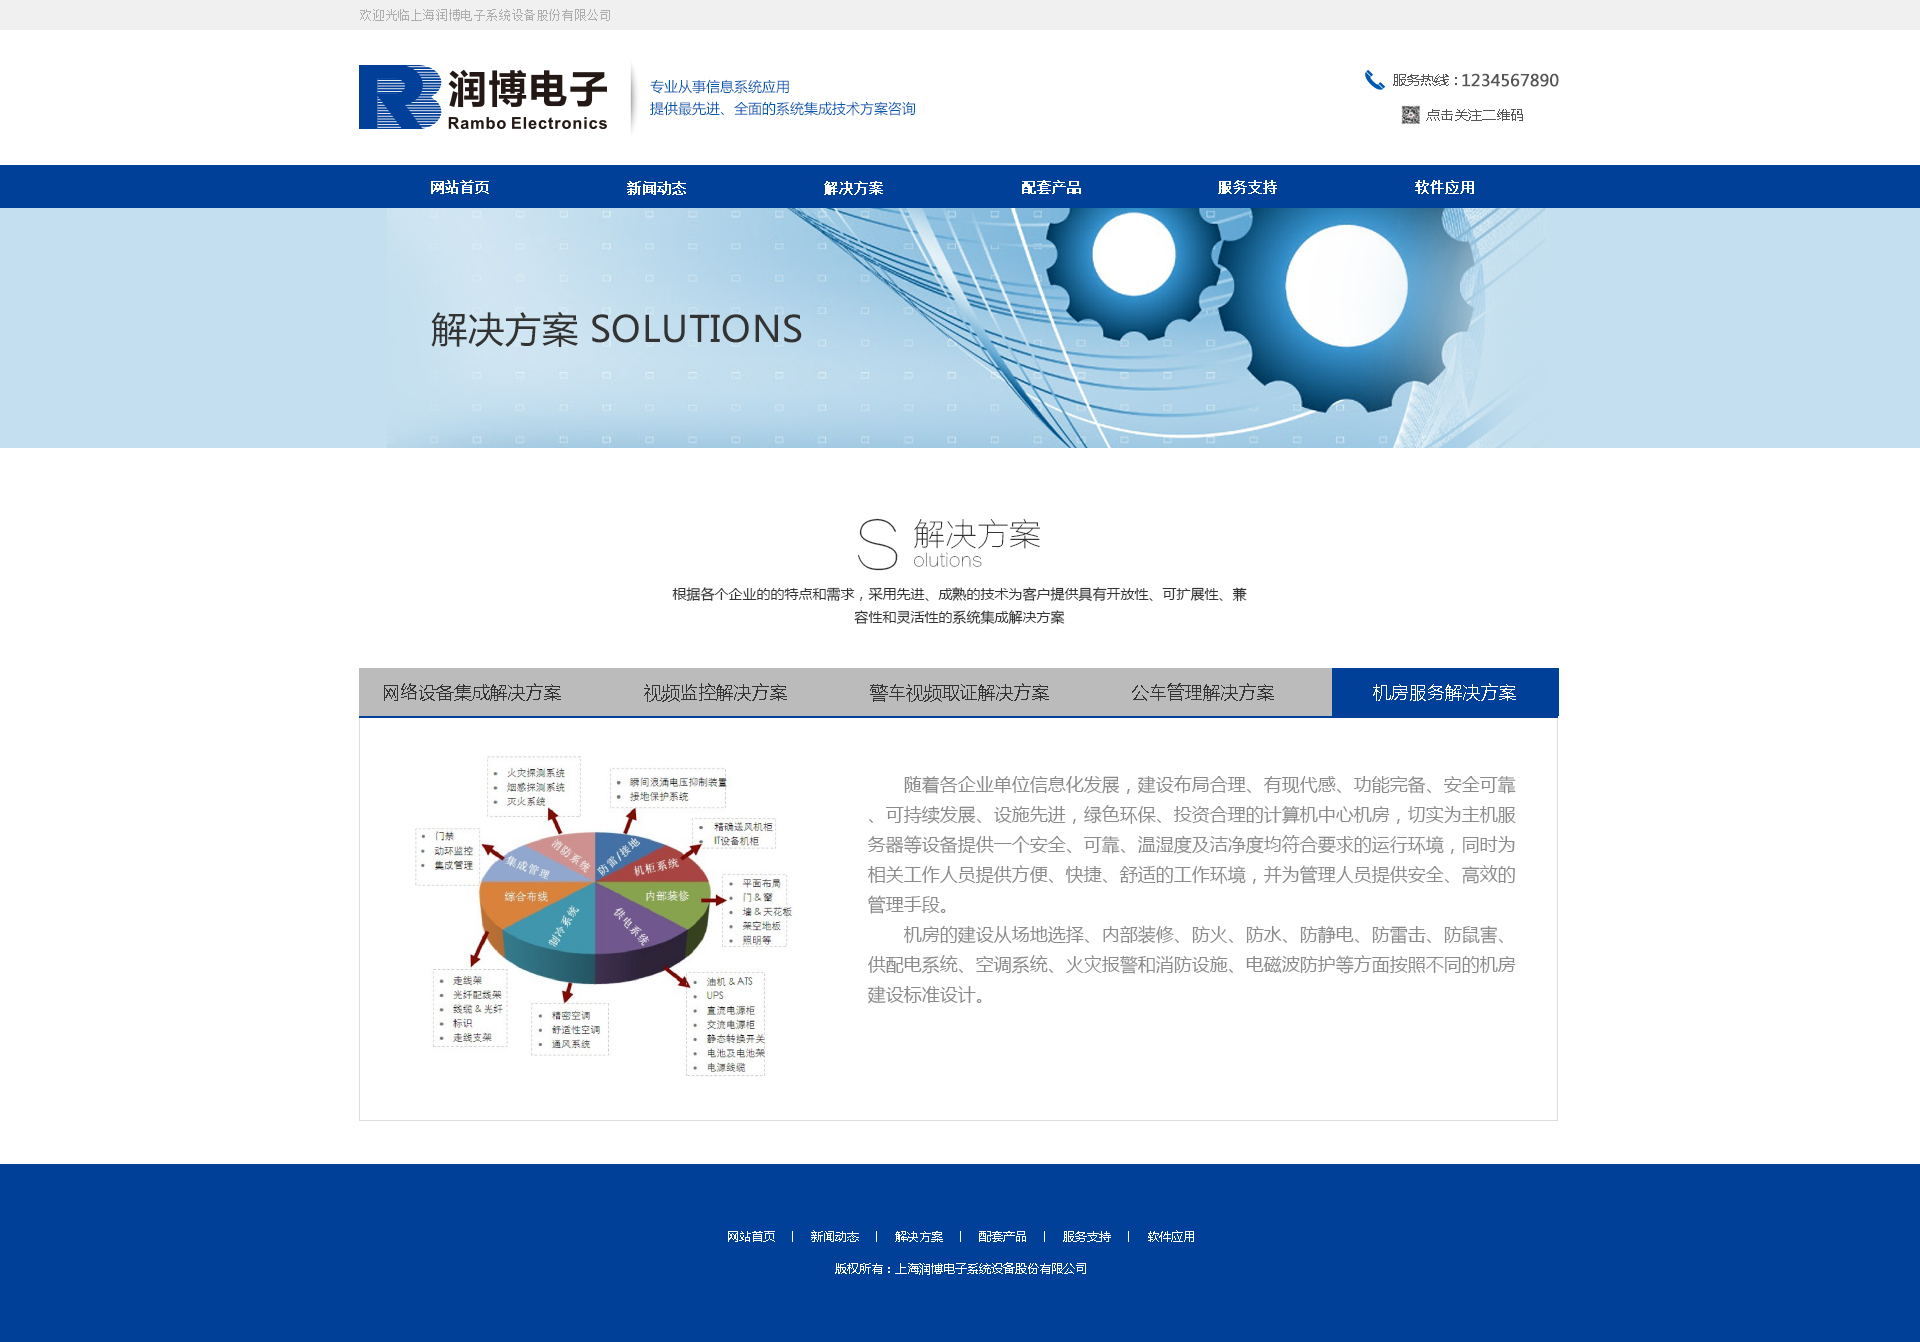 欢迎光临上海润博电子系统设备股份有限公司
润博电子
Rambo Electronics
专业从事信息系统应用
提供最先进、全面的系统集成技术方案咨询
服务热线：1234567890
点击关注二维码
网站首页
新闻动态
解决方案
配套产品
服务支持
软件应用
解决方案 SOLUTIONS
S 解决方案
olutions
根据各个企业的的特点和需求，采用先进、成熟的技术为客户提供具有开放性、可扩展性、兼
容性和灵活性的系统集成解决方案
网络设备集成解决方案
视频监控解决方案
警车视频取证解决方案
公车管理解决方案
机房服务解决方案
火灾探测系统
烟感探测系统
灭火系统
瞬间浪涌电压抑制装置
接地保护系统
精确送风机柜
IT设备机柜
门禁
动环监控
集成管理
消防系统
防雷/接地
集成管理
机柜系统
综合布线
内部装修
制冷系统
供电系统
平面布局
门 & 窗
墙 & 天花板
架空地板
照明等
走线架
光纤配线架
线缆 & 光纤
标识
走线支架
精密空调
舒适性空调
通风系统
油机 & ATS
UPS
直流电源柜
交流电源柜
静态转换开关
电池及电池架
电源线缆
随着各企业单位信息化发展，建设布局合理、有现代感、功能完备、安全可靠
、可持续发展、设施先进，绿色环保、投资合理的计算机中心机房，切实为主机服
务器等设备提供一个安全、可靠、温湿度及洁净度均符合要求的运行环境，同时为
相关工作人员提供方便、快捷、舒适的工作环境，并为管理人员提供安全、高效的
管理手段。
机房的建设从场地选择、内部装修、防火、防水、防静电、防雷击、防鼠害、
供配电系统、空调系统、火灾报警和消防设施、电磁波防护等方面按照不同的机房
建设标准设计。
网站首页 | 新闻动态 | 解决方案 | 配套产品 | 服务支持 | 软件应用
版权所有：上海润博电子系统设备股份有限公司